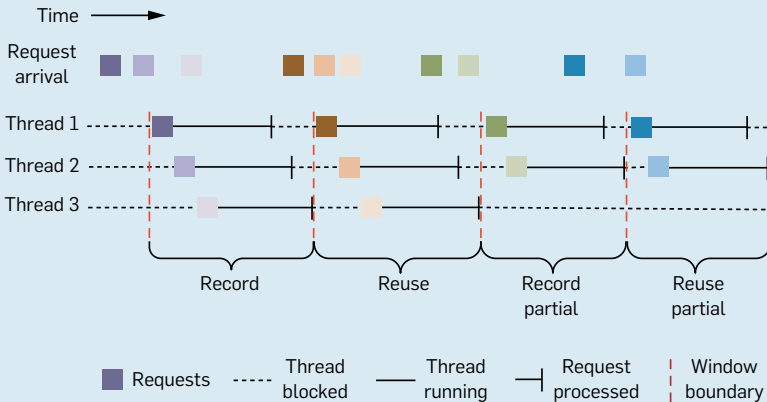 Time
Request
arrival
Thread 1
Thread 2
Thread 3
Record
Reuse
Record
partial
Reuse
partial
Requests
Thread
blocked
Thread
running
Request
processed
Window
boundary